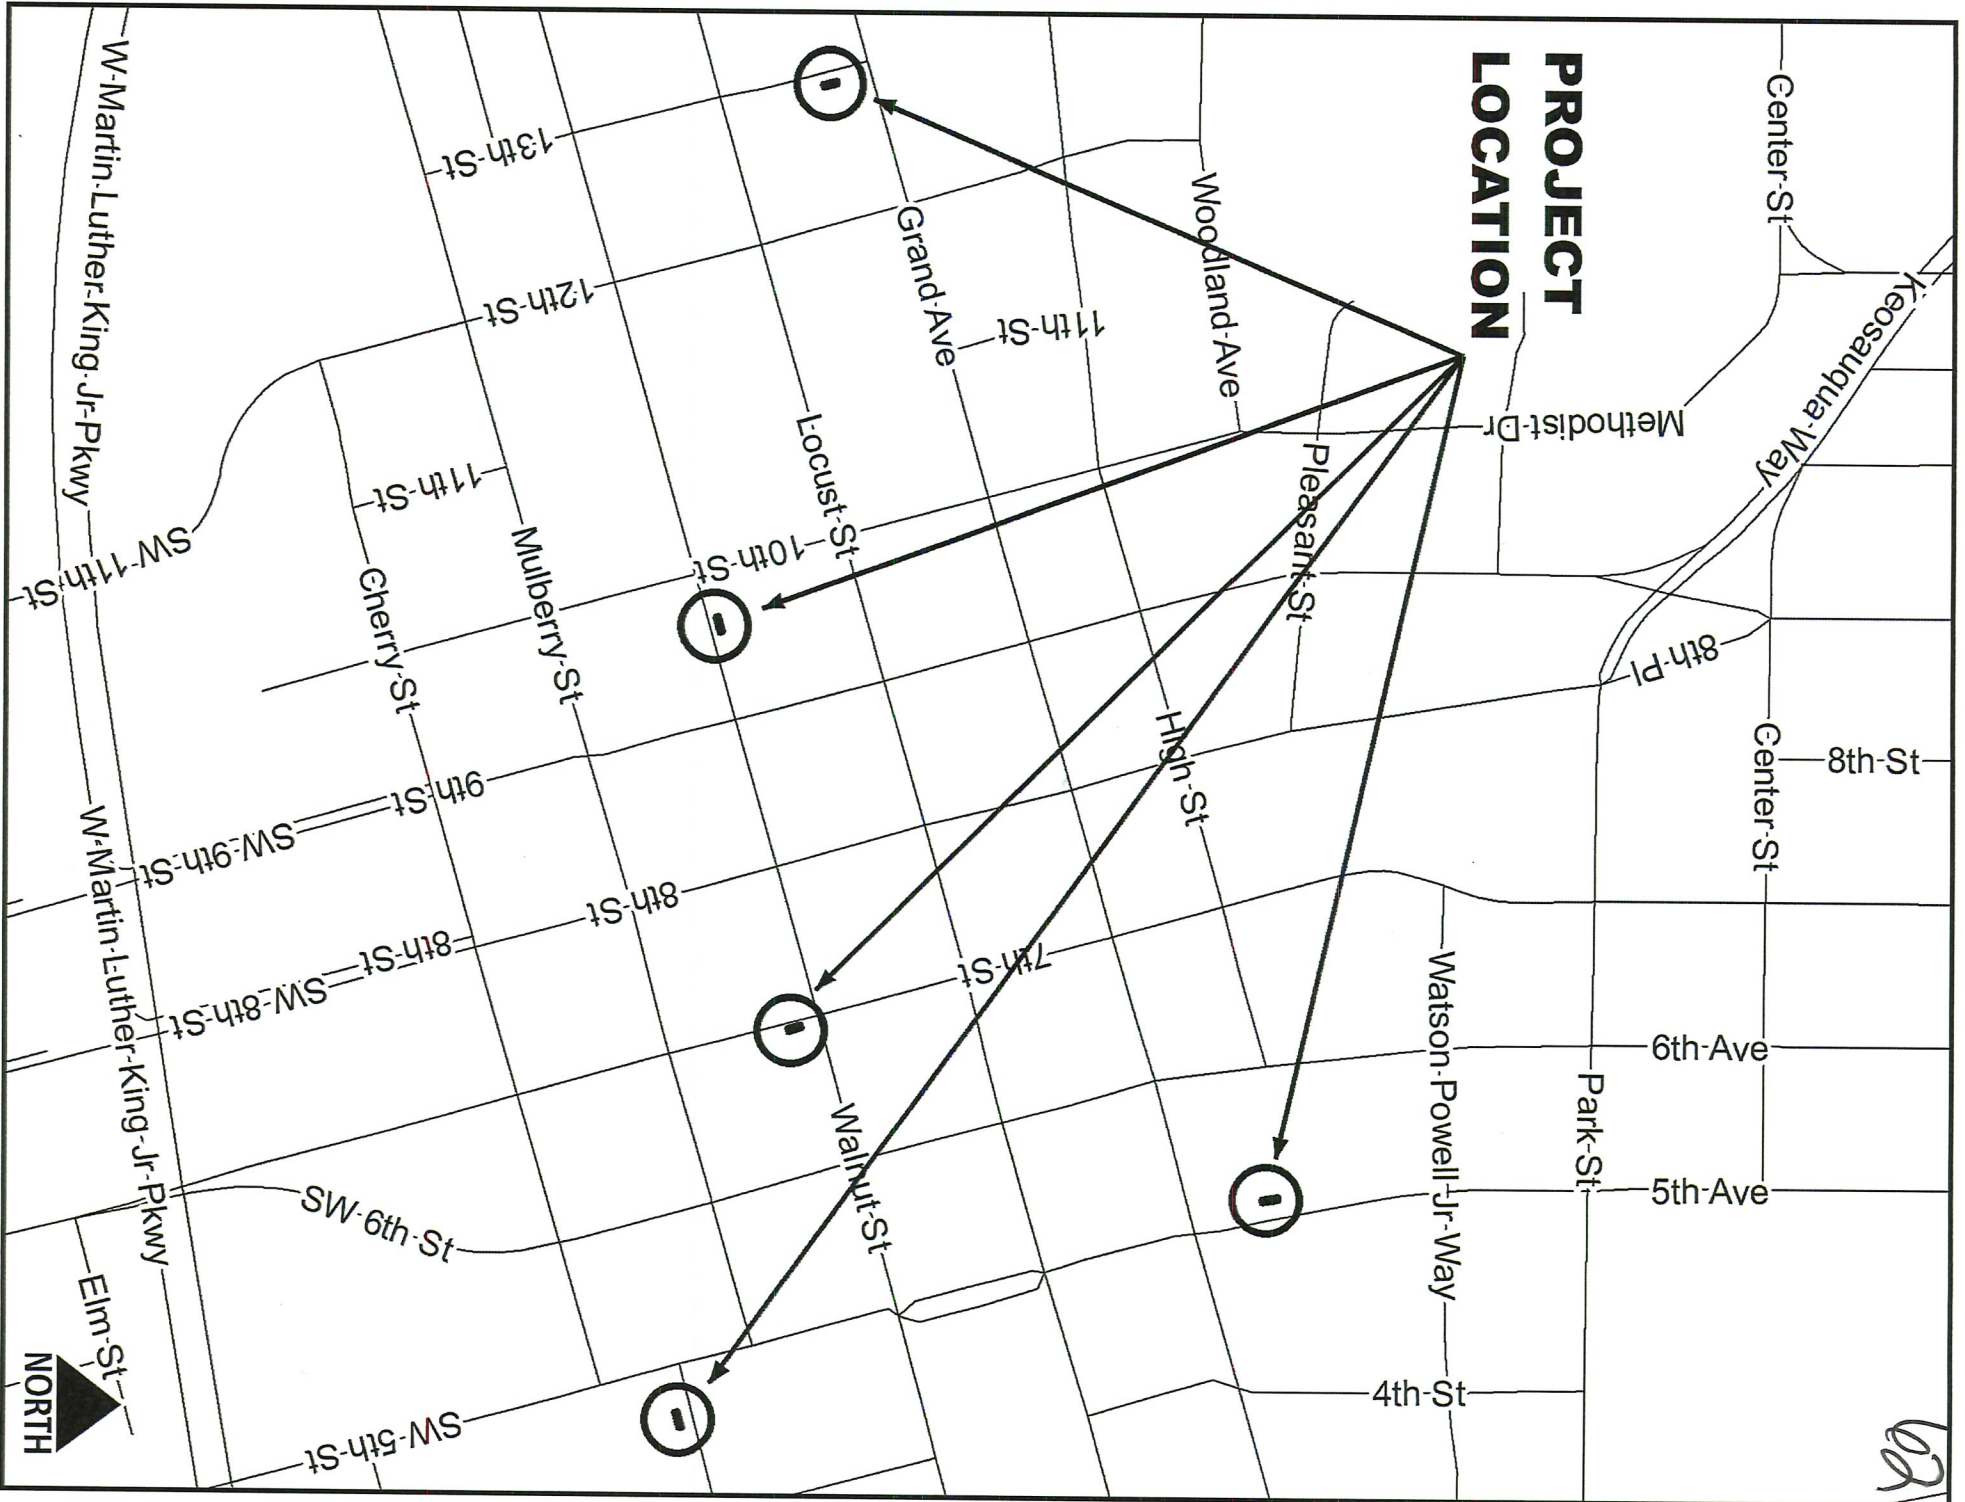 PROJECT
LOCATION
Center-St
Keosauqua-Way
Woodland-Ave
Methodist-Dr
Pleasant-St
11th-St
Grand-Ave
13th-St
12th-St
Locust-St
10th-St
11th-St
Mulberry-St
Cherry-St
SW-11th-St
W-Martin-Luther-King-Jr-Pkwy
8th-Pl
8th-St
Center-St
High-St
9th-St
SW-9th-St
8th-St
8th-St
SW-8th-St
7th-St
Watson-Powell-Jr-Way
Park-St
6th-Ave
5th-Ave
4th-St
Walnut-St
W-Martin-Luther-King-Jr-Pkwy
SW-6th-St
Elm-St
SW-5th-St
NORTH
62